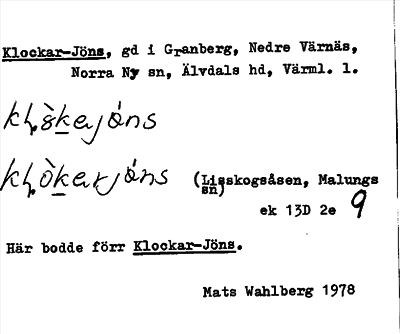 Klockar-Jöns, gd i Granberg, Nedre Värnäs,
Norra Ny sn, Älvdals hd, Värml. l.
(Lisskogsåsen, Malungs sn)
ek 13D 2e 9
Här bodde förr Klockar-Jöns.
Mats Wahlberg 1978